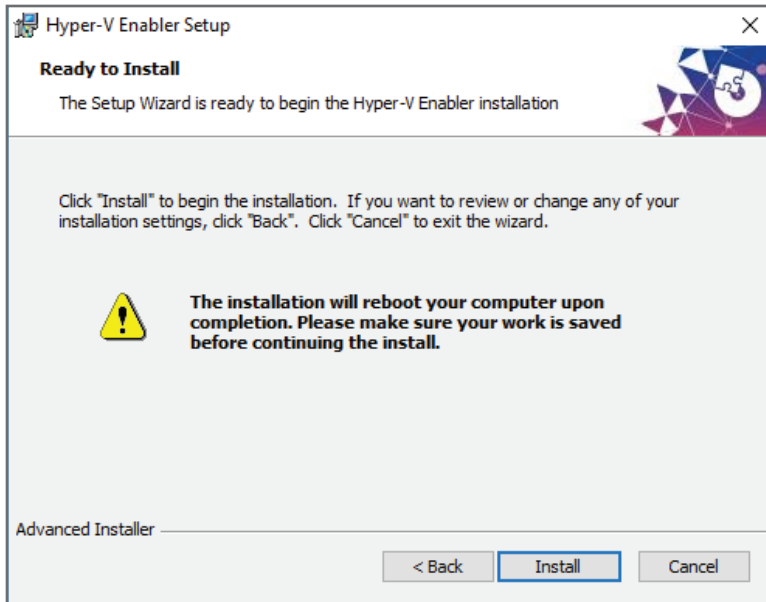 Hyper-V Enabler Setup
Ready to Install
The Setup Wizard is ready to begin the Hyper-V Enabler installation
Click "Install" to begin the installation.  If you want to review or change any of your
installation settings, click "Back".  Click "Cancel" to exit the wizard.
The installation will reboot your computer upon
completion. Please make sure your work is saved
before continuing the install.
Advanced Installer
< Back
Install
Cancel